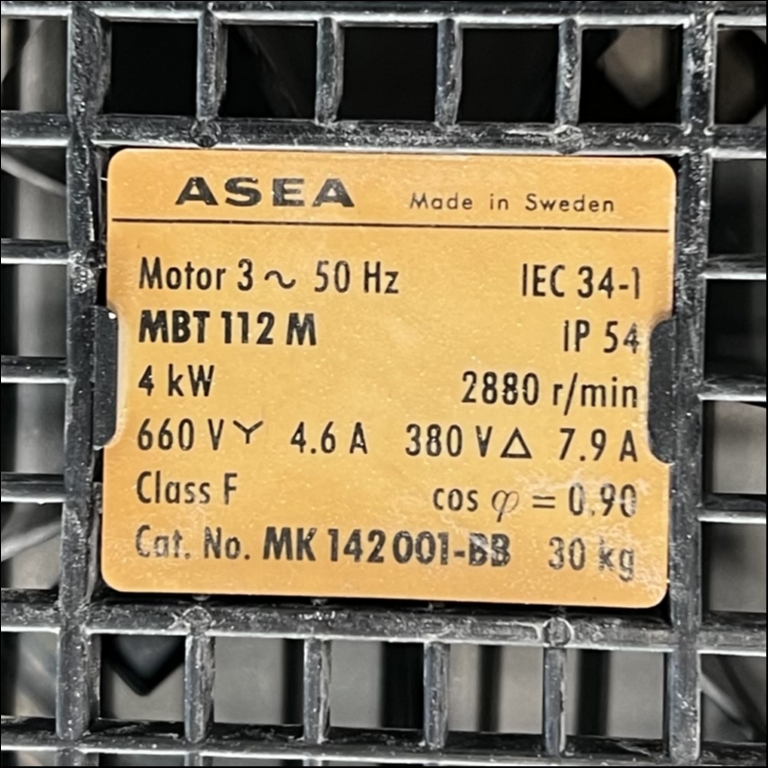 ASEA Made in Sweden
Motor 3 ~ 50 Hz IEC 34-1
MBT 112 M IP 54
4 kW 2880 r/min
660 V Y 4.6 A 380 V Δ 7.9 A
Class F cos φ = 0.90
Cat. No. MK 142 001-BB 30 kg